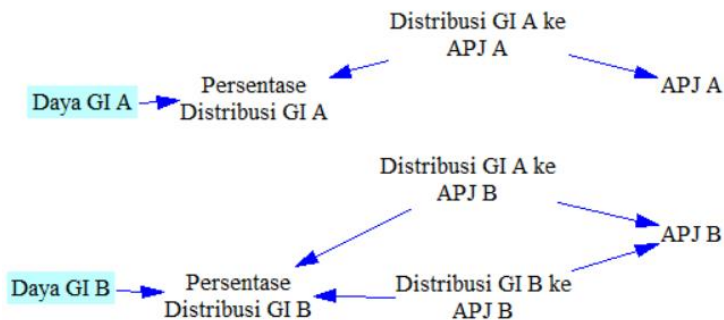 Distribusi GI A ke
APJ A
Daya GI A
Persentase
Distribusi GI A
APJ A
Distribusi GI A ke
APJ B
APJ B
Daya GI B
Persentase
Distribusi GI B
Distribusi GI B ke
APJ B